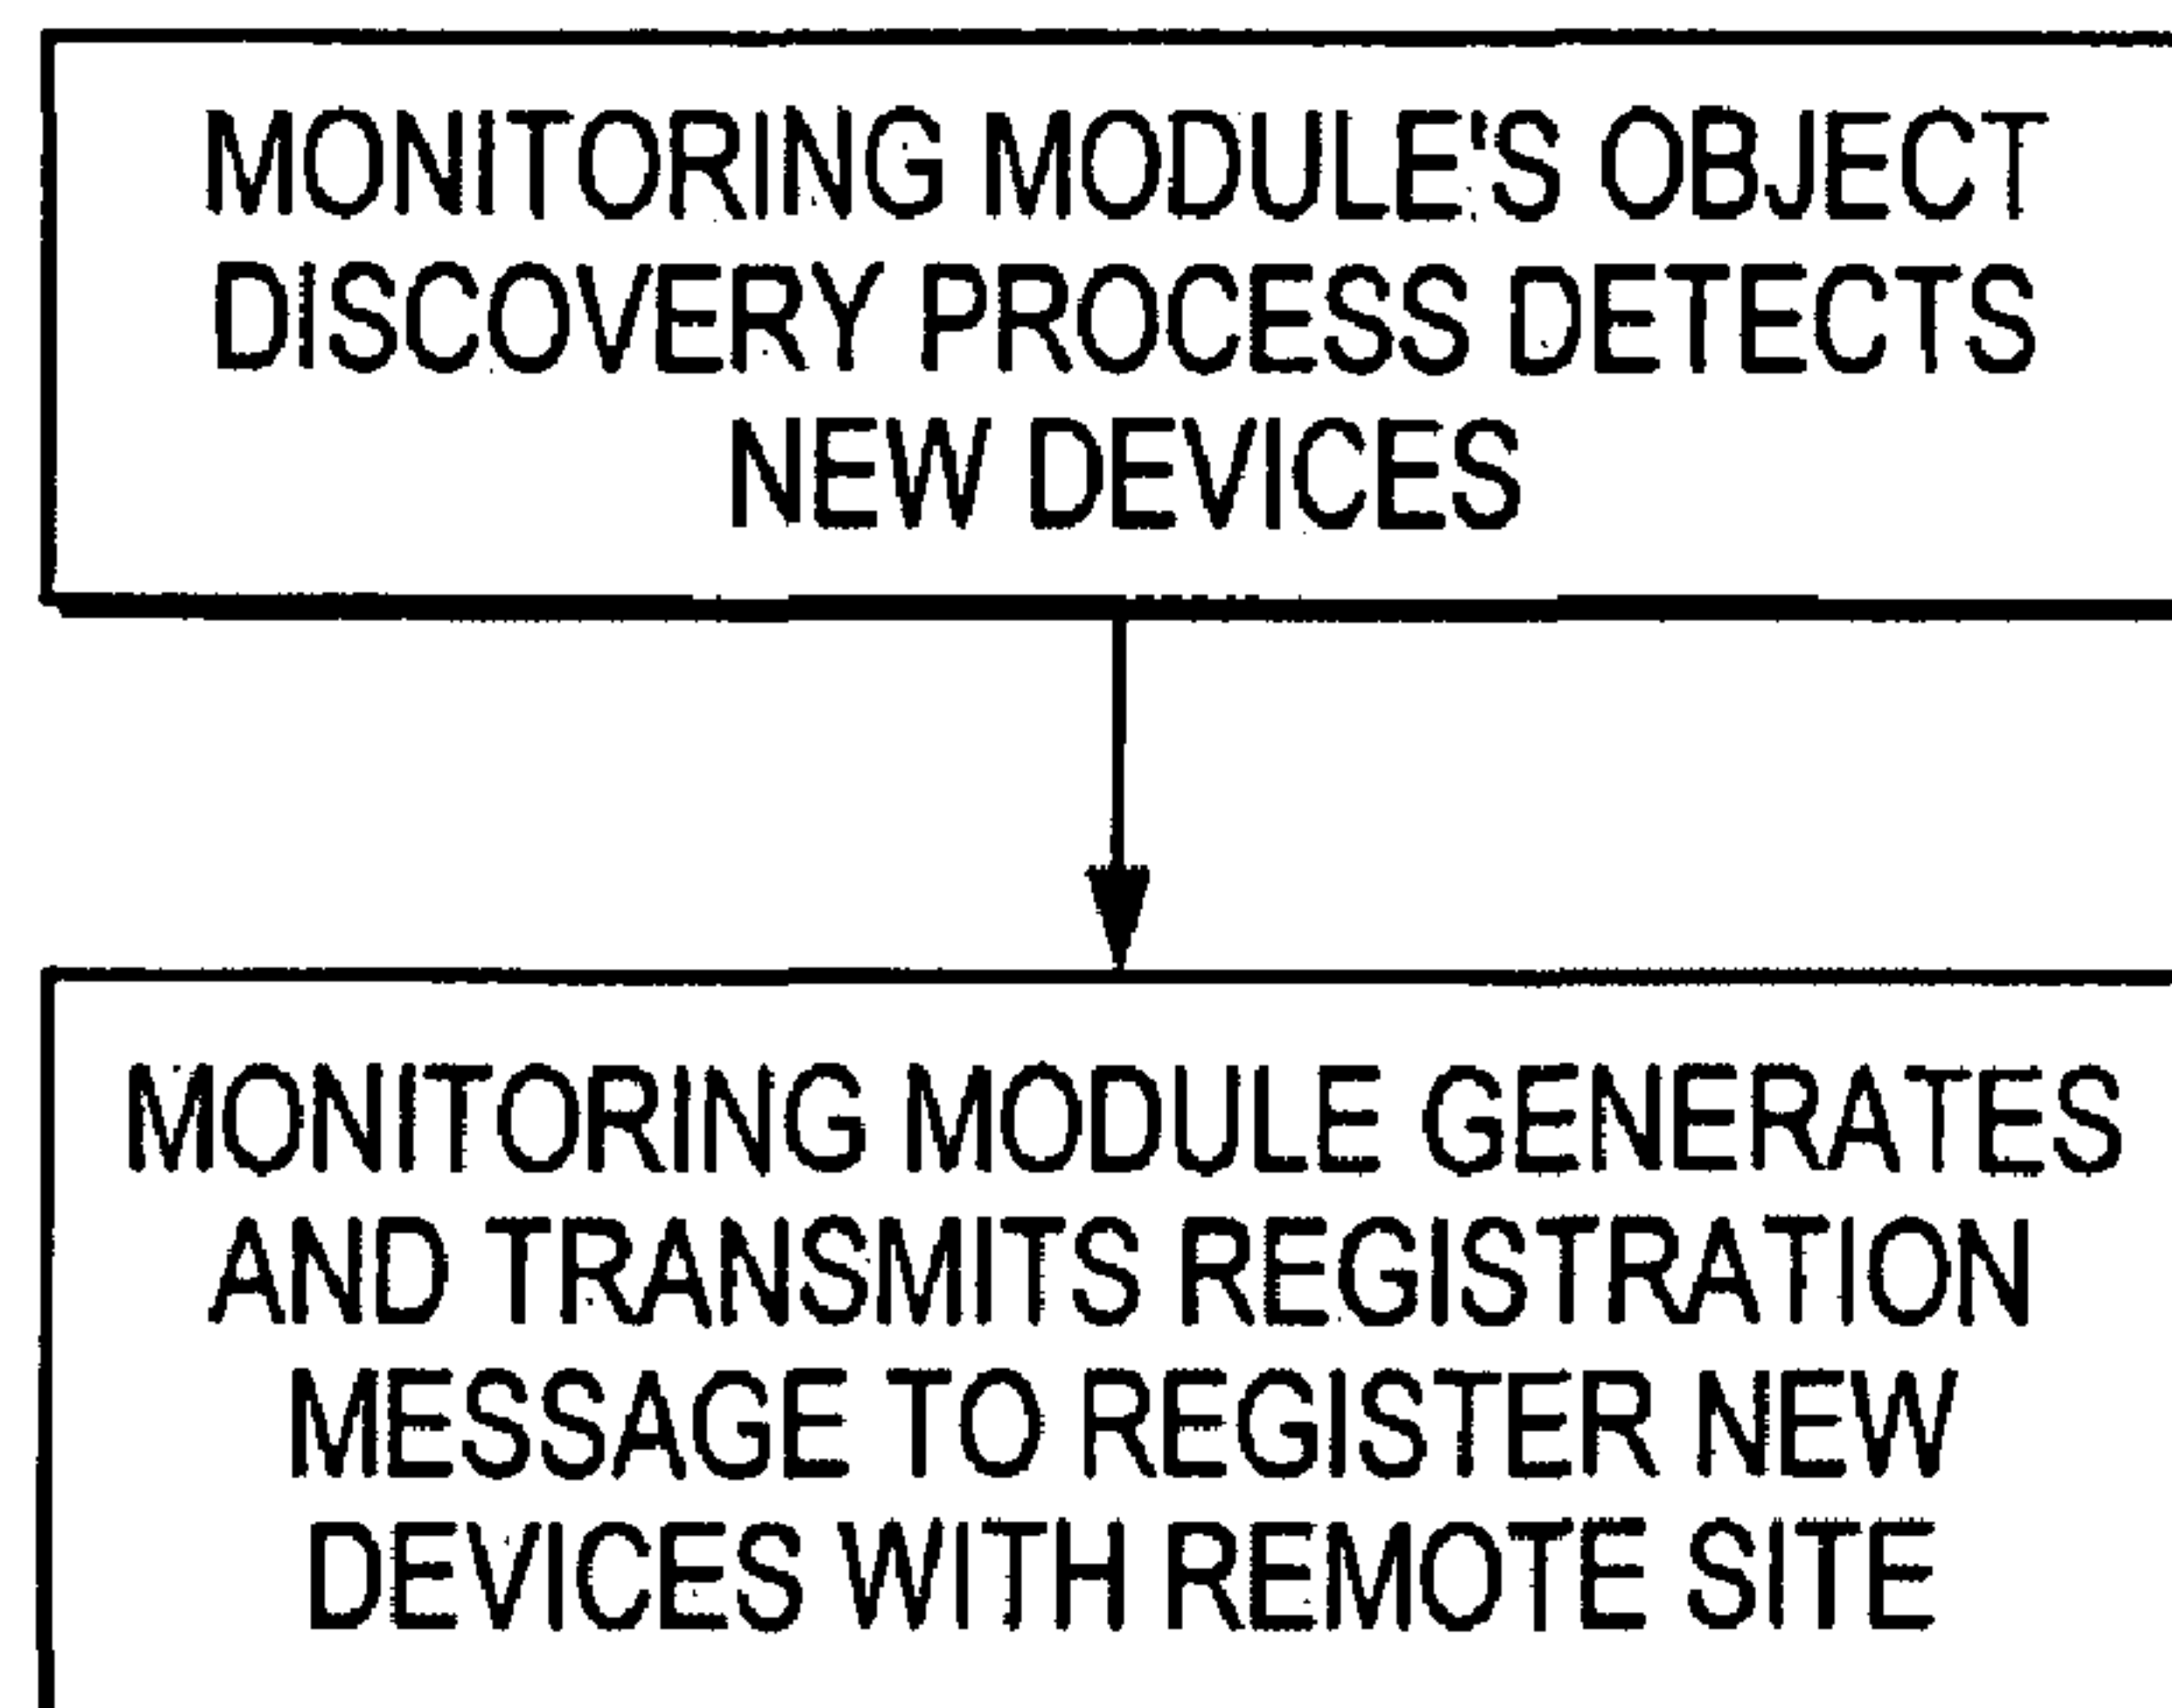 MONITORING MODULE'S OBJECT
DISCOVERY PROCESS DETECTS
NEW DEVICES
MONITORING MODULE GENERATES
AND TRANSMITS REGISTRATION
MESSAGE TO REGISTER NEW
DEVICES WITH REMOTE SITE